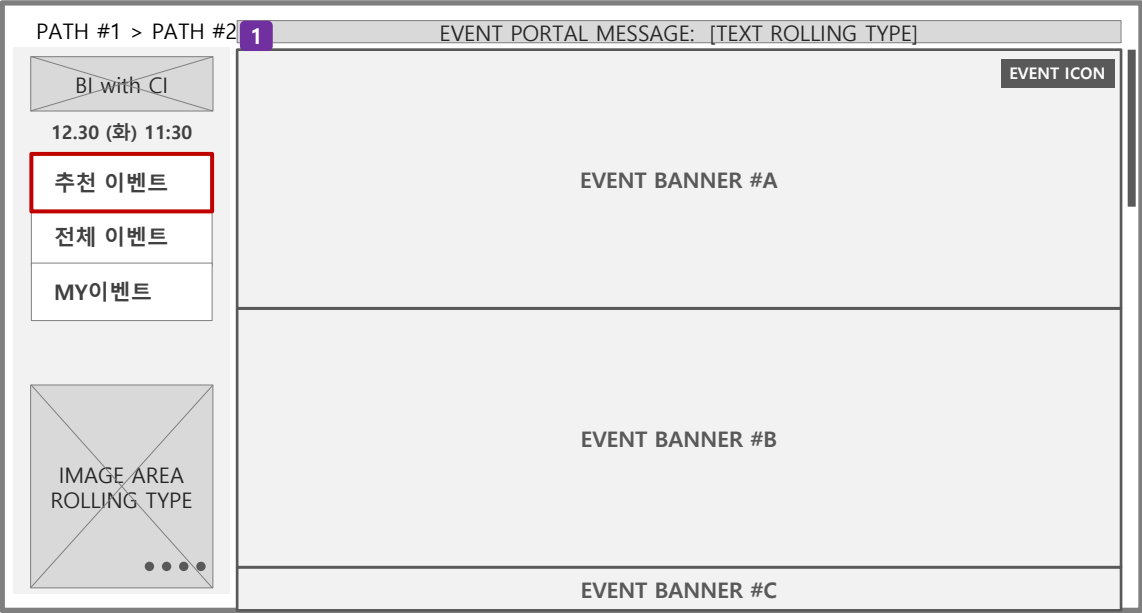 PATH #1 > PATH #2
1
EVENT PORTAL MESSAGE: [TEXT ROLLING TYPE]
BI with CI
12.30 (화) 11:30
추천 이벤트
전체 이벤트
MY이벤트
IMAGE AREA
ROLLING TYPE
EVENT ICON
EVENT BANNER #A
EVENT BANNER #B
EVENT BANNER #C